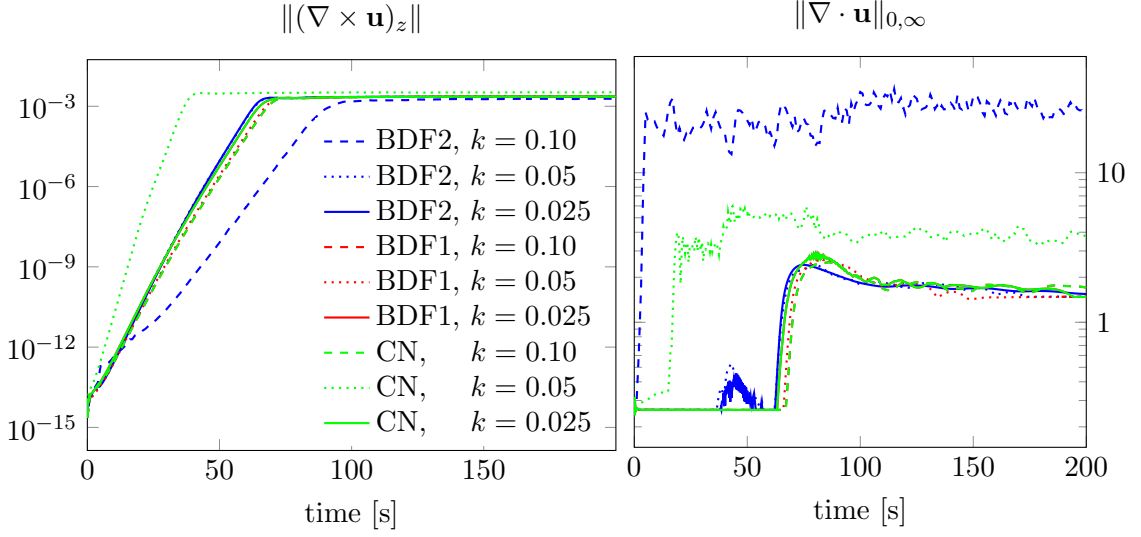 ‖(∇ × u)z‖
‖∇ · u‖0,∞
10−3
10−6
10−9
10−12
10−15
BDF2, k = 0.10
BDF2, k = 0.05
BDF2, k = 0.025
BDF1, k = 0.10
BDF1, k = 0.05
BDF1, k = 0.025
CN, k = 0.10
CN, k = 0.05
CN, k = 0.025
0 50 100 150
time [s]
10
1
0 50 100 150 200
time [s]